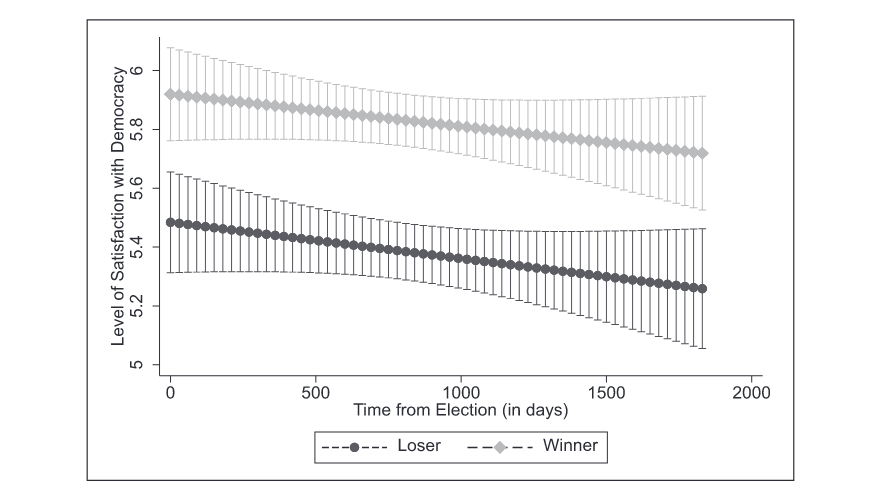 Level of Satisfaction with Democracy
6
5.8
5.6
5.4
5.2
5
0 500 1000 1500 2000
Time from Election (in days)
Loser Winner